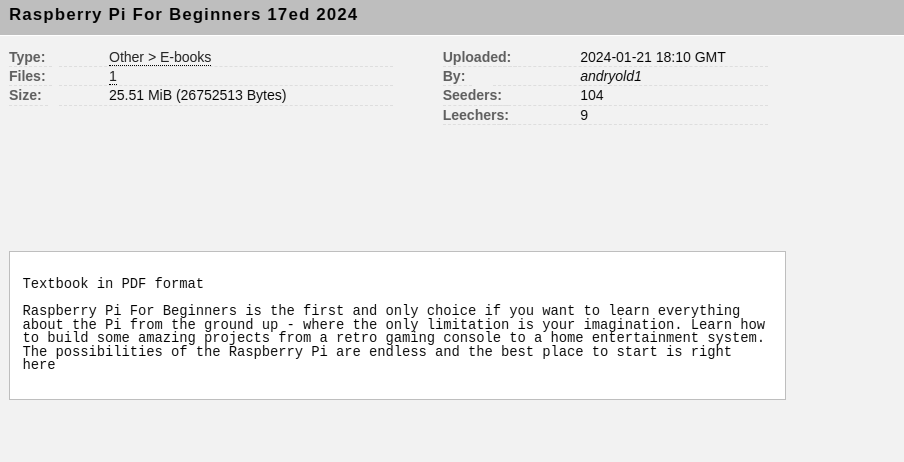 Raspberry Pi For Beginners 17ed 2024
Type: Other > E-books
Files: 1
Size: 25.51 MiB (26752513 Bytes)
Uploaded: 2024-01-21 18:10 GMT
By: andryold1
Seeders: 104
Leechers: 9
Textbook in PDF format
Raspberry Pi For Beginners is the first and only choice if you want to learn everything
about the Pi from the ground up - where the only limitation is your imagination. Learn how
to build some amazing projects from a retro gaming console to a home entertainment system.
The possibilities of the Raspberry Pi are endless and the best place to start is right
here